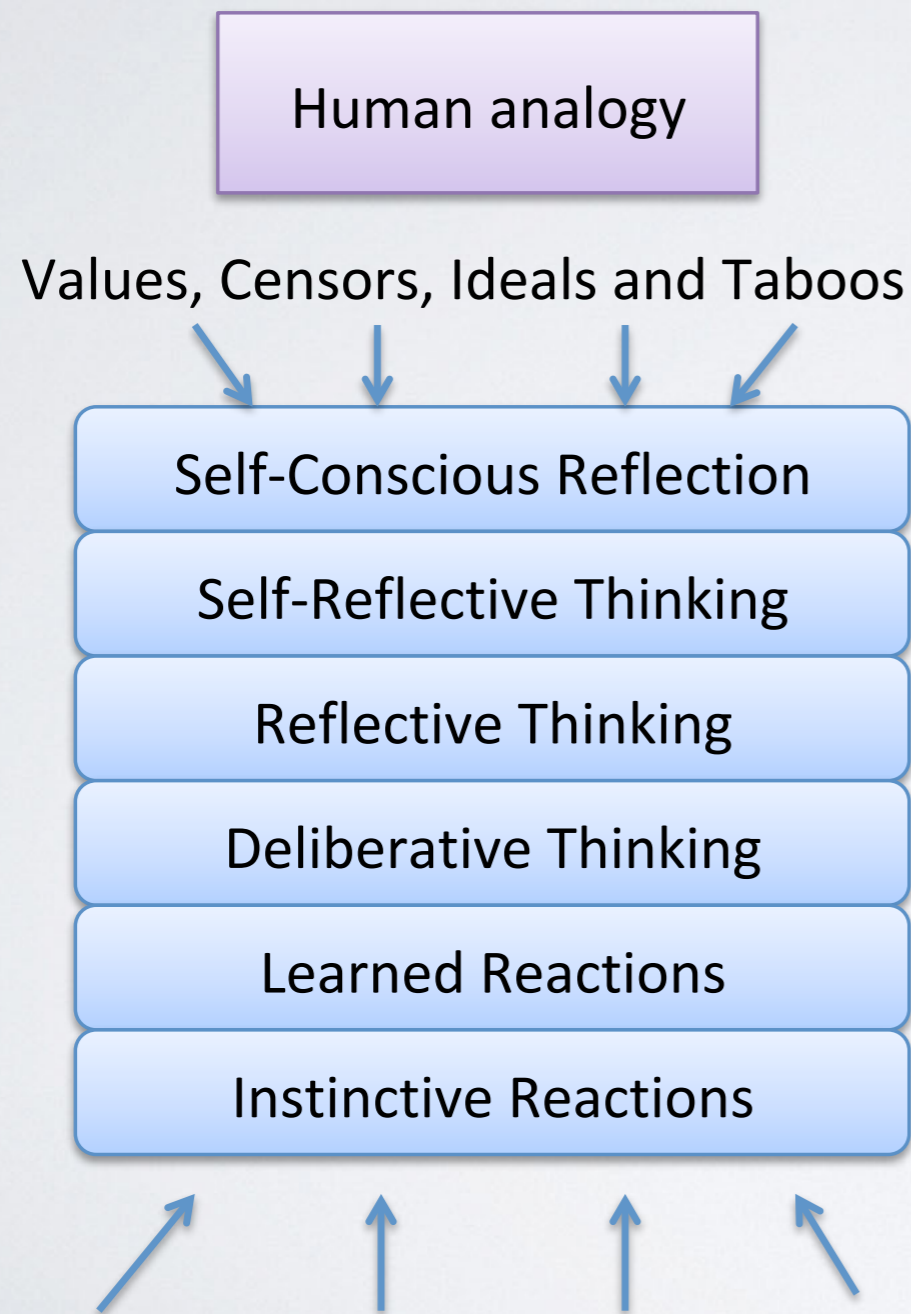 Human analogy
Values, Censors, Ideals and Taboos
Self-Conscious Reflection
Self-Reflective Thinking
Reflective Thinking
Deliberative Thinking
Learned Reactions
Instinctive Reactions